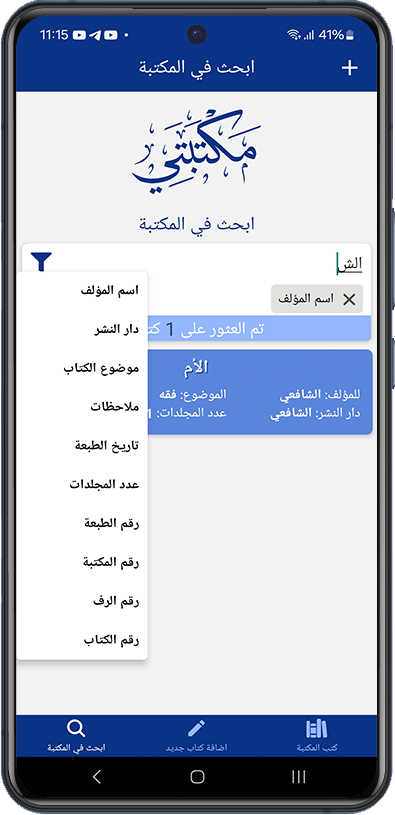 11:15 41%
ابحث في المكتبة
مكتبتي
ابحث في المكتبة
الش
اسم المؤلف
تم العثور على 1 كتـ
الأم
للمؤلف: الشافعي الموضوع: فقه
دار النشر: الشافعي عدد المجلدات: 1
اسم المؤلف
دار النشر
موضوع الكتاب
ملاحظات
تاريخ الطبعة
عدد المجلدات
رقم الطبعة
رقم المكتبة
رقم الرف
رقم الكتاب
كتب المكتبة اضافة كتاب جديد ابحث في المكتبة